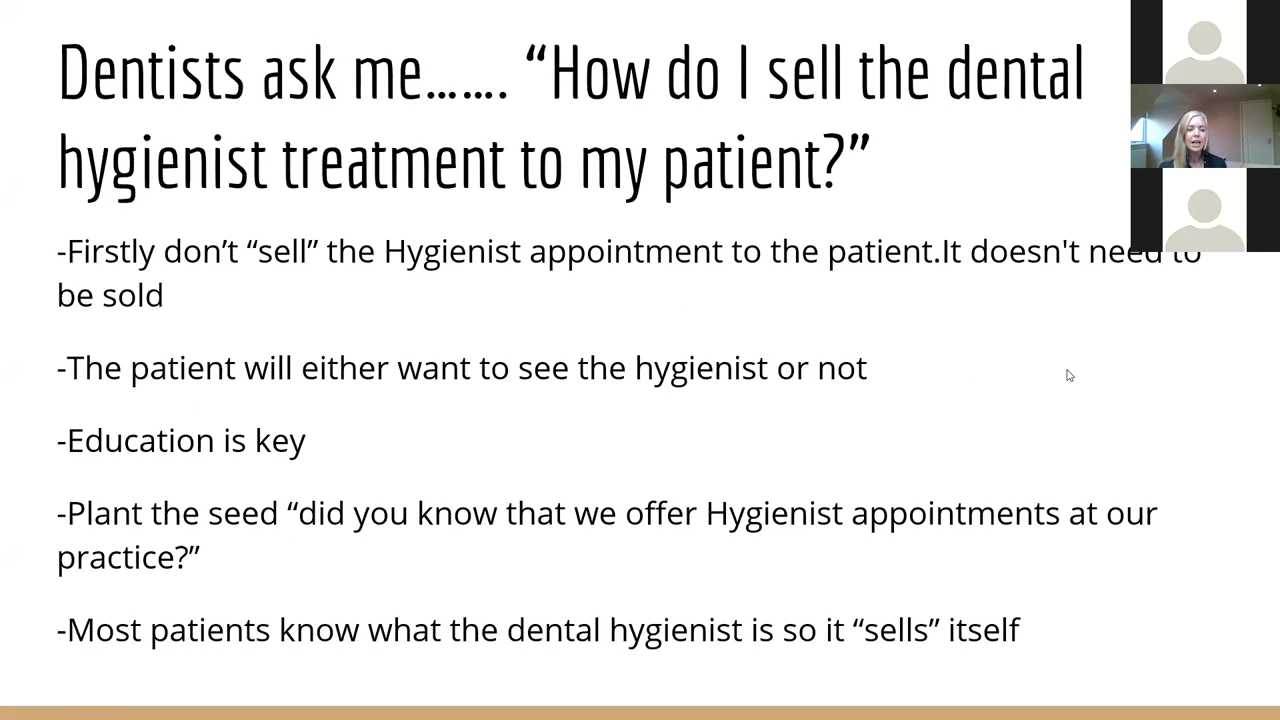 Dentists ask me……. “How do I sell the dental
hygienist treatment to my patient?”
-Firstly don’t “sell” the Hygienist appointment to the patient.It doesn't need to
be sold
-The patient will either want to see the hygienist or not
-Education is key
-Plant the seed “did you know that we offer Hygienist appointments at our
practice?”
-Most patients know what the dental hygienist is so it “sells” itself